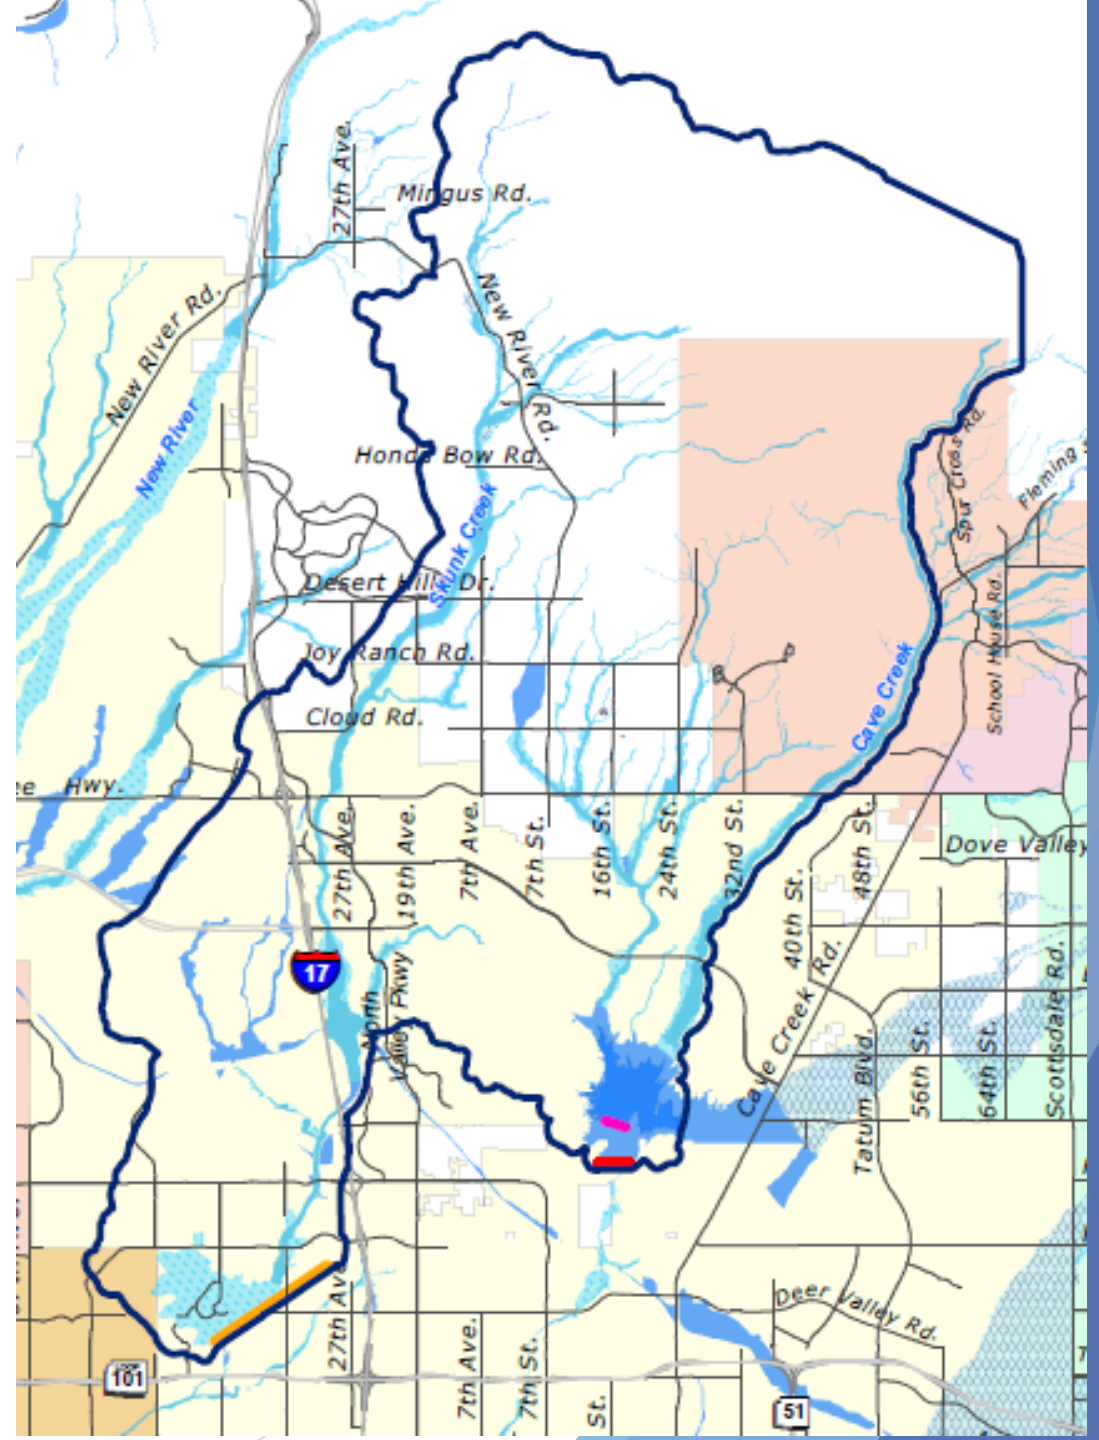 27th Ave.
Mingus Rd.
New River Rd.
New River Rd.
New River
Honda Bow Rd.
Skunk Creek
Spur Cross Rd.
Fleming
Desert Hills Dr.
Joy Ranch Rd.
School House Rd.
Cave Creek
Cloud Rd.
ee Hwy.
27th Ave.
19th Ave.
7th Ave.
7th St.
16th St.
24th St.
32nd St.
40th St.
48th St.
Dove Valley
17
North
Valley Pkwy
Cave Creek Rd.
Tatum Blvd.
56th St.
64th St.
Scottsdale Rd.
27th Ave
Deer Valley Rd.
LOOP
101
7th Ave.
7th St.
St.
51